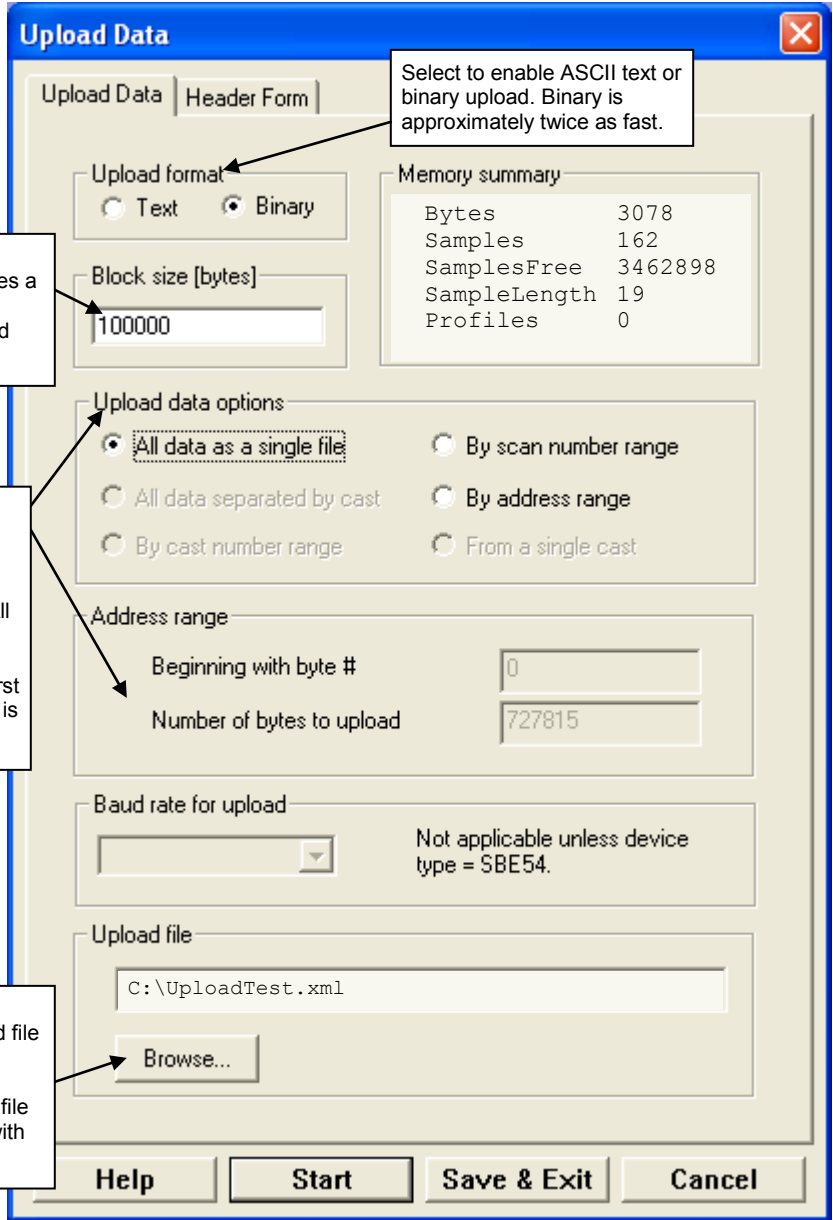 Upload Data
Select to enable ASCII text or
binary upload. Binary is
approximately twice as fast.
Upload Data Header Form
Upload format
Text Binary
Memory summary
Bytes 3078
Samples 162
SamplesFree 3462898
SampleLength 19
Profiles 0
a
Block size [bytes]
100000
Upload data options
All data as a single file
By scan number range
All data separated by cast
By address range
By cast number range
From a single cast
is
Address range
Beginning with byte # 0
Number of bytes to upload 727815
Baud rate for upload
Not applicable unless device
type = SBE54.
Upload file
C:\UploadTest.xml
file
file
Browse...
Help Start Save & Exit Cancel